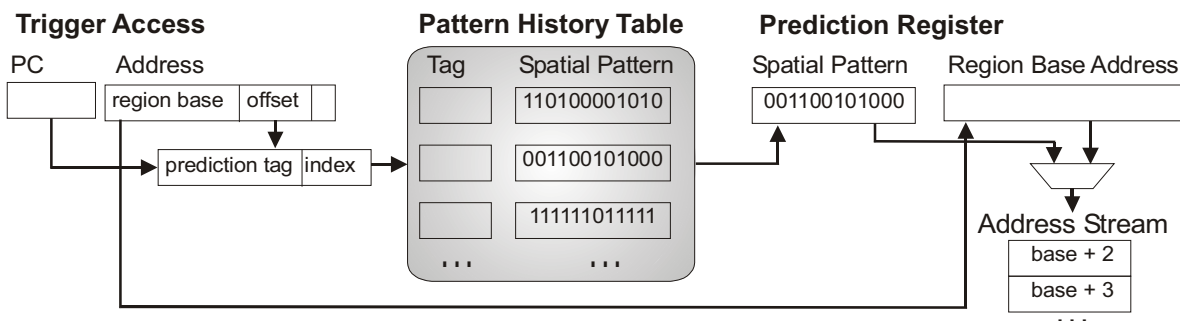 Trigger Access
PC
Address
region base
offset
prediction tag
index
Pattern History Table
Tag
Spatial Pattern
110100001010
001100101000
111111011111
...
...
Prediction Register
Spatial Pattern
Region Base Address
001100101000
Address Stream
base + 2
base + 3
...